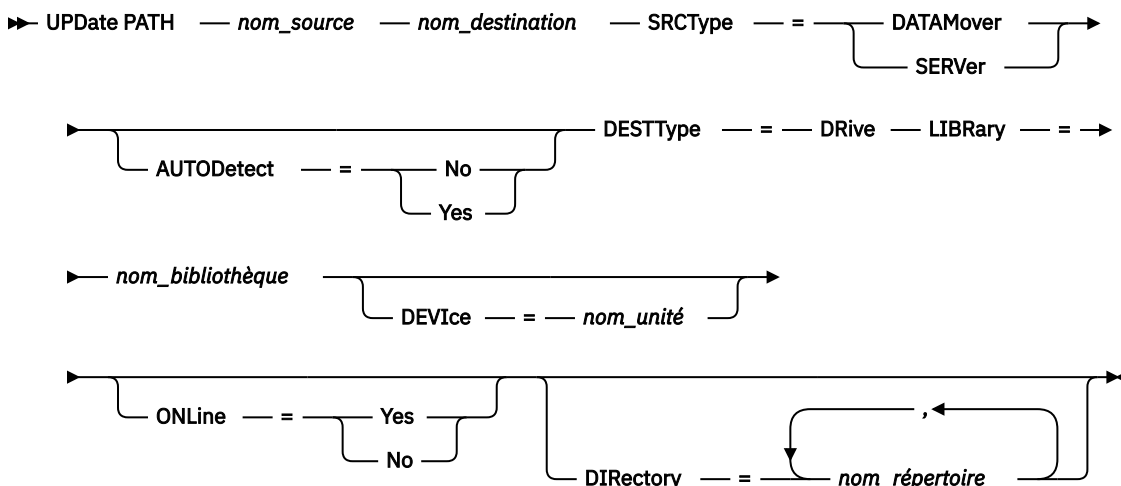 UPDate PATH nom_source nom_destination SRCType = DATAMover
SERVer
DESTType = DRive LIBRary =
AUTODetect = No
Yes
nom_bibliothèque
DEVIce = nom_unité
ONLine = Yes
No
,
DIRectory = nom_répertoire